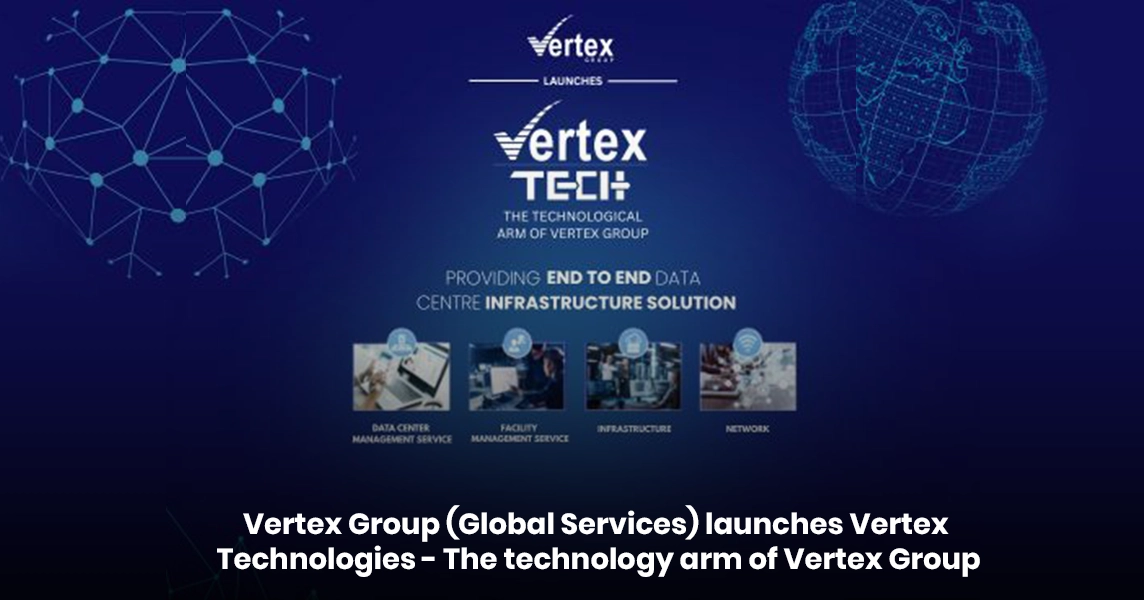 Vertex
GROUP
LAUNCHES
Vertex
TECH
THE TECHNOLOGICAL
ARM OF VERTEX GROUP
PROVIDING END TO END DATA
CENTRE INFRASTRUCTURE SOLUTION
DATA CENTER
MANAGEMENT SERVICE
FACILITY
MANAGEMENT SERVICE
INFRASTRUCTURE
NETWORK
Vertex Group (Global Services) launches Vertex
Technologies - The technology arm of Vertex Group